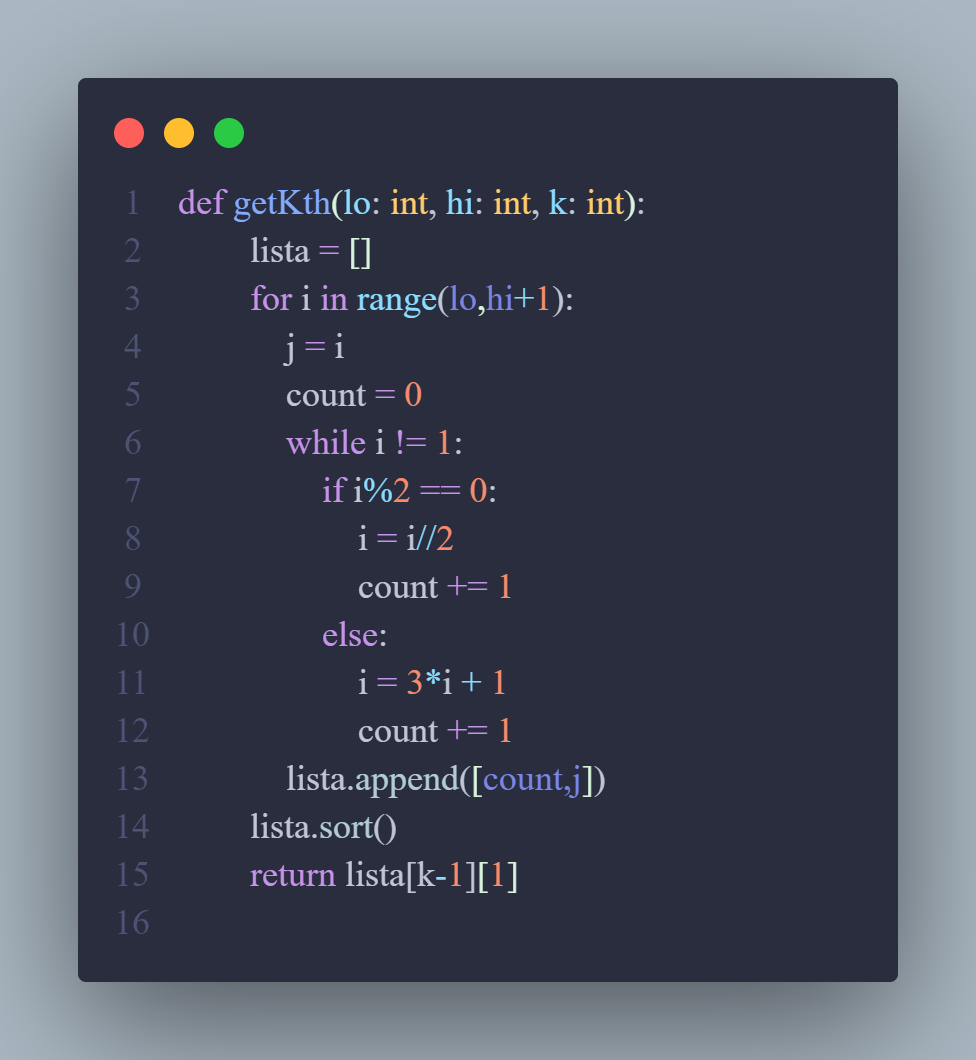 1 def getKth(lo: int, hi: int, k: int):
2         lista = []
3         for i in range(lo,hi+1):
4             j = i
5             count = 0
6             while i != 1:
7                 if i%2 == 0:
8                     i = i//2
9                     count += 1
10                 else:
11                     i = 3*i + 1
12                     count += 1
13             lista.append([count,j])
14         lista.sort()
15         return lista[k-1][1]
16